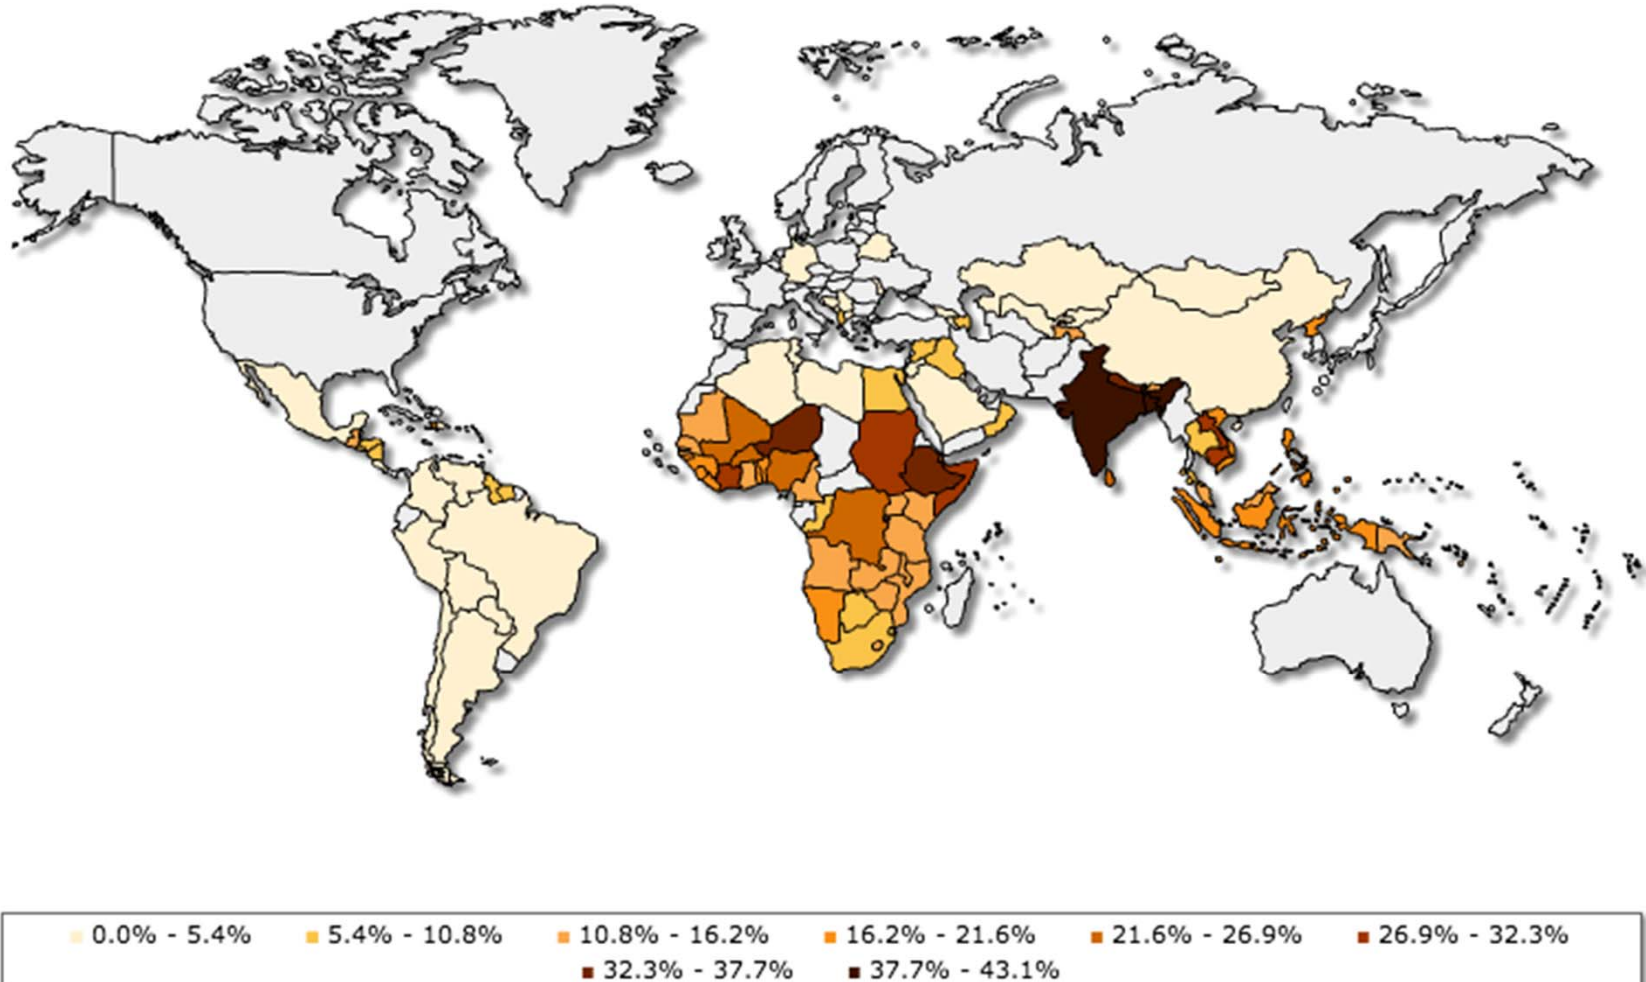 0.0% - 5.4% 5.4% - 10.8% 10.8% - 16.2% 16.2% - 21.6% 21.6% - 26.9% 26.9% - 32.3%
32.3% - 37.7% 37.7% - 43.1%